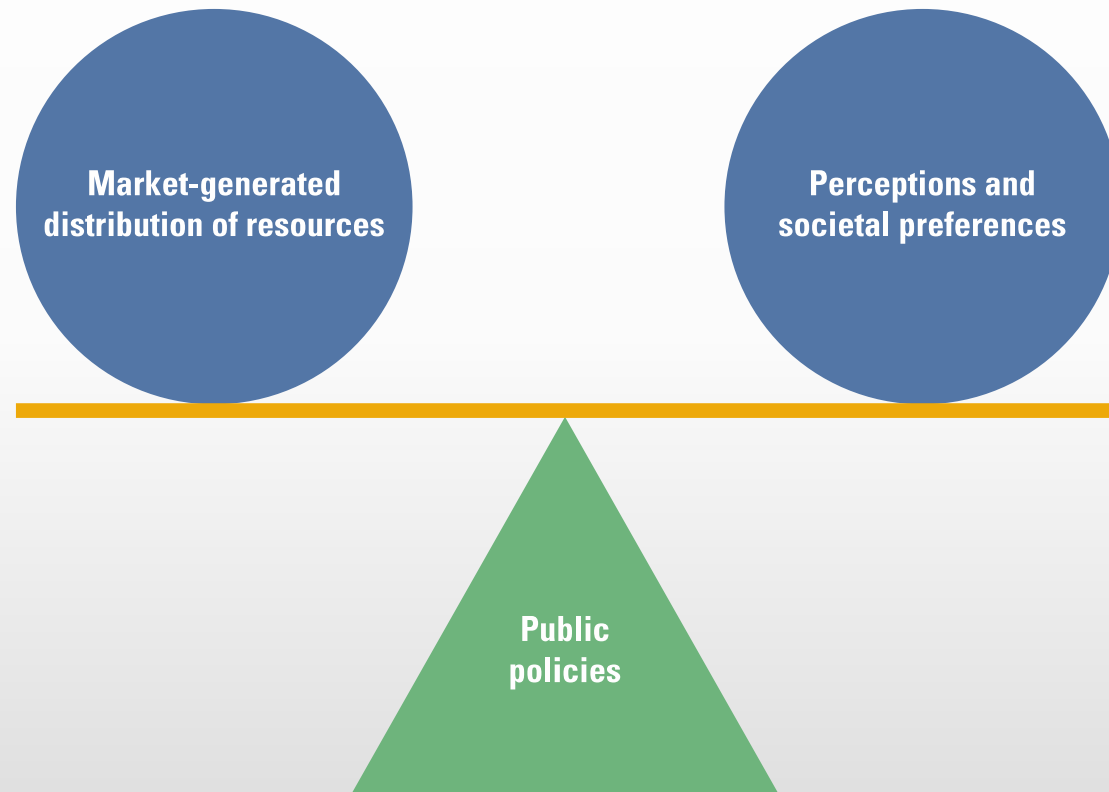 Market-generated
distribution of resources
Perceptions and
societal preferences
Public
policies